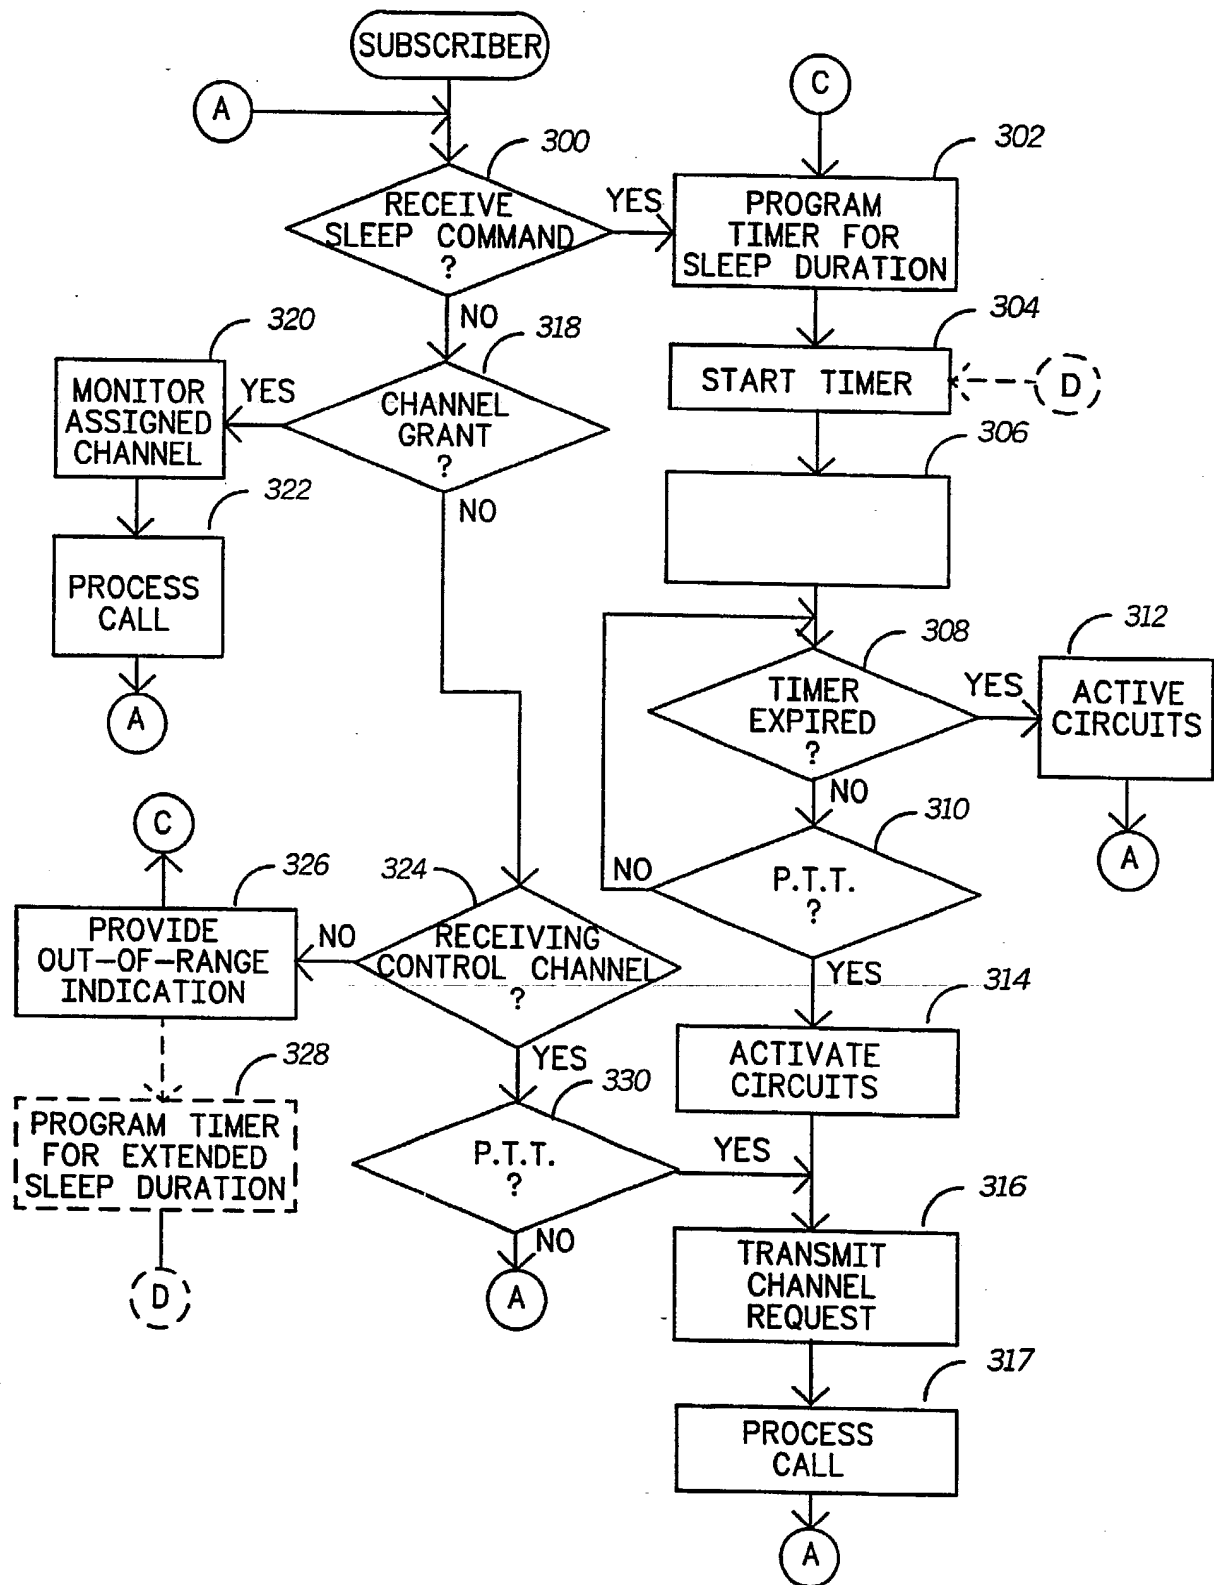 SUBSCRIBER
A
C
300
RECEIVE
SLEEP COMMAND
?
YES
NO
302
PROGRAM
TIMER FOR
SLEEP DURATION
304
START TIMER
D
306
320
MONITOR
ASSIGNED
CHANNEL
YES
318
CHANNEL
GRANT
?
NO
322
PROCESS
CALL
A
308
TIMER
EXPIRED
?
YES
NO
312
ACTIVE
CIRCUITS
A
310
P.T.T.
?
NO
YES
C
326
PROVIDE
OUT-OF-RANGE
INDICATION
NO
324
RECEIVING
CONTROL CHANNEL
?
YES
314
ACTIVATE
CIRCUITS
328
PROGRAM TIMER
FOR EXTENDED
SLEEP DURATION
D
330
P.T.T.
?
YES
NO
A
316
TRANSMIT
CHANNEL
REQUEST
317
PROCESS
CALL
A